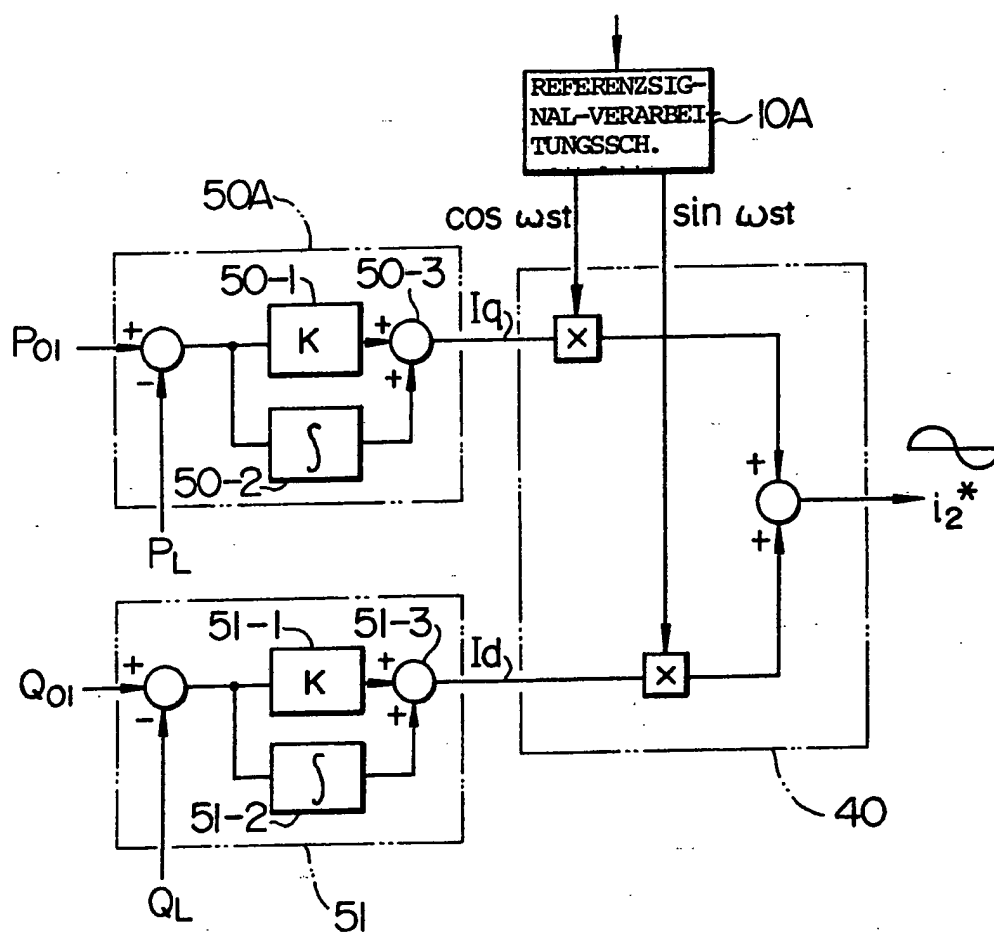 REFERENZSIG-
NAL-VERARBEI-
TUNGSSCH.
10A
50A
cos ωst
sin ωst
50-1
50-3
Iq
P01
+
-
K
+
+
×
∫
50-2
PL
+
+
i2*
51-1
51-3
Id
Q01
+
-
K
+
+
×
∫
51-2
40
QL
51